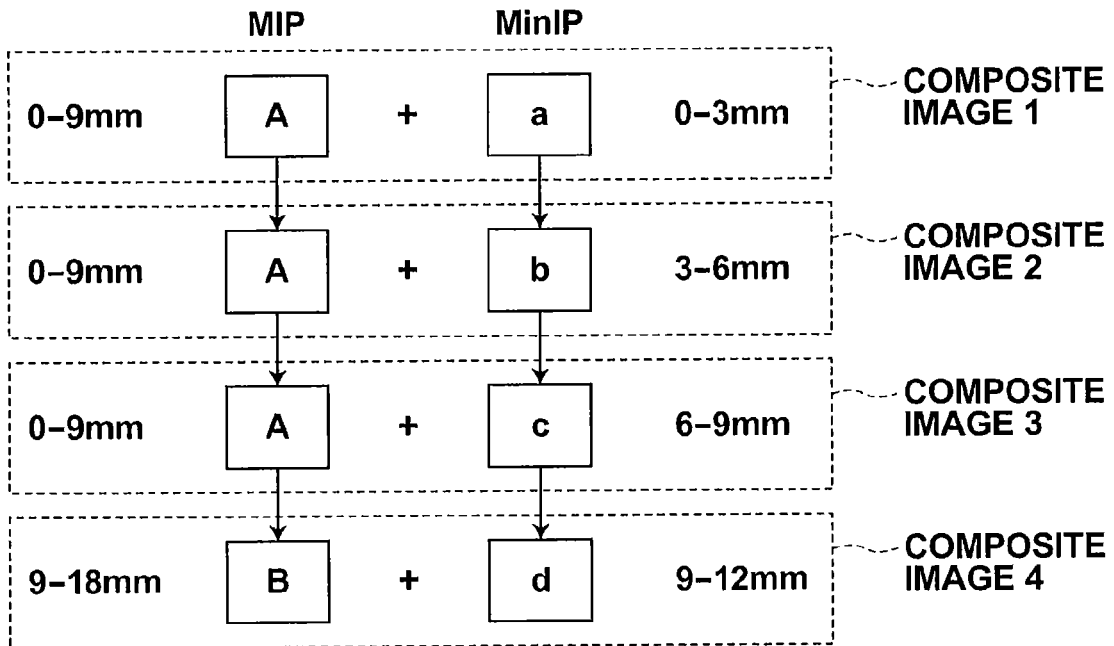 MIP MinIP
0–9mm A + a 0–3mm COMPOSITE
IMAGE 1
0–9mm A + b 3–6mm COMPOSITE
IMAGE 2
0–9mm A + c 6–9mm COMPOSITE
IMAGE 3
9–18mm B + d 9–12mm COMPOSITE
IMAGE 4